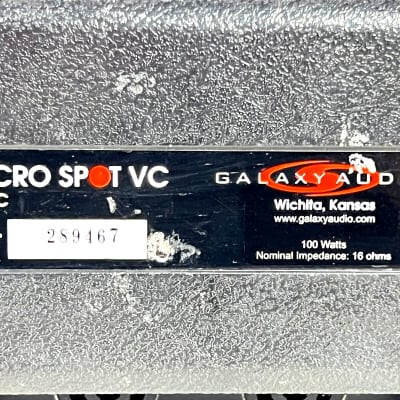 CRO SPOT VC
C
289467
GALAXY AUD
Wichita, Kansas
www.galaxyaudio.com
100 Watts
Nominal Impedance: 16 ohms